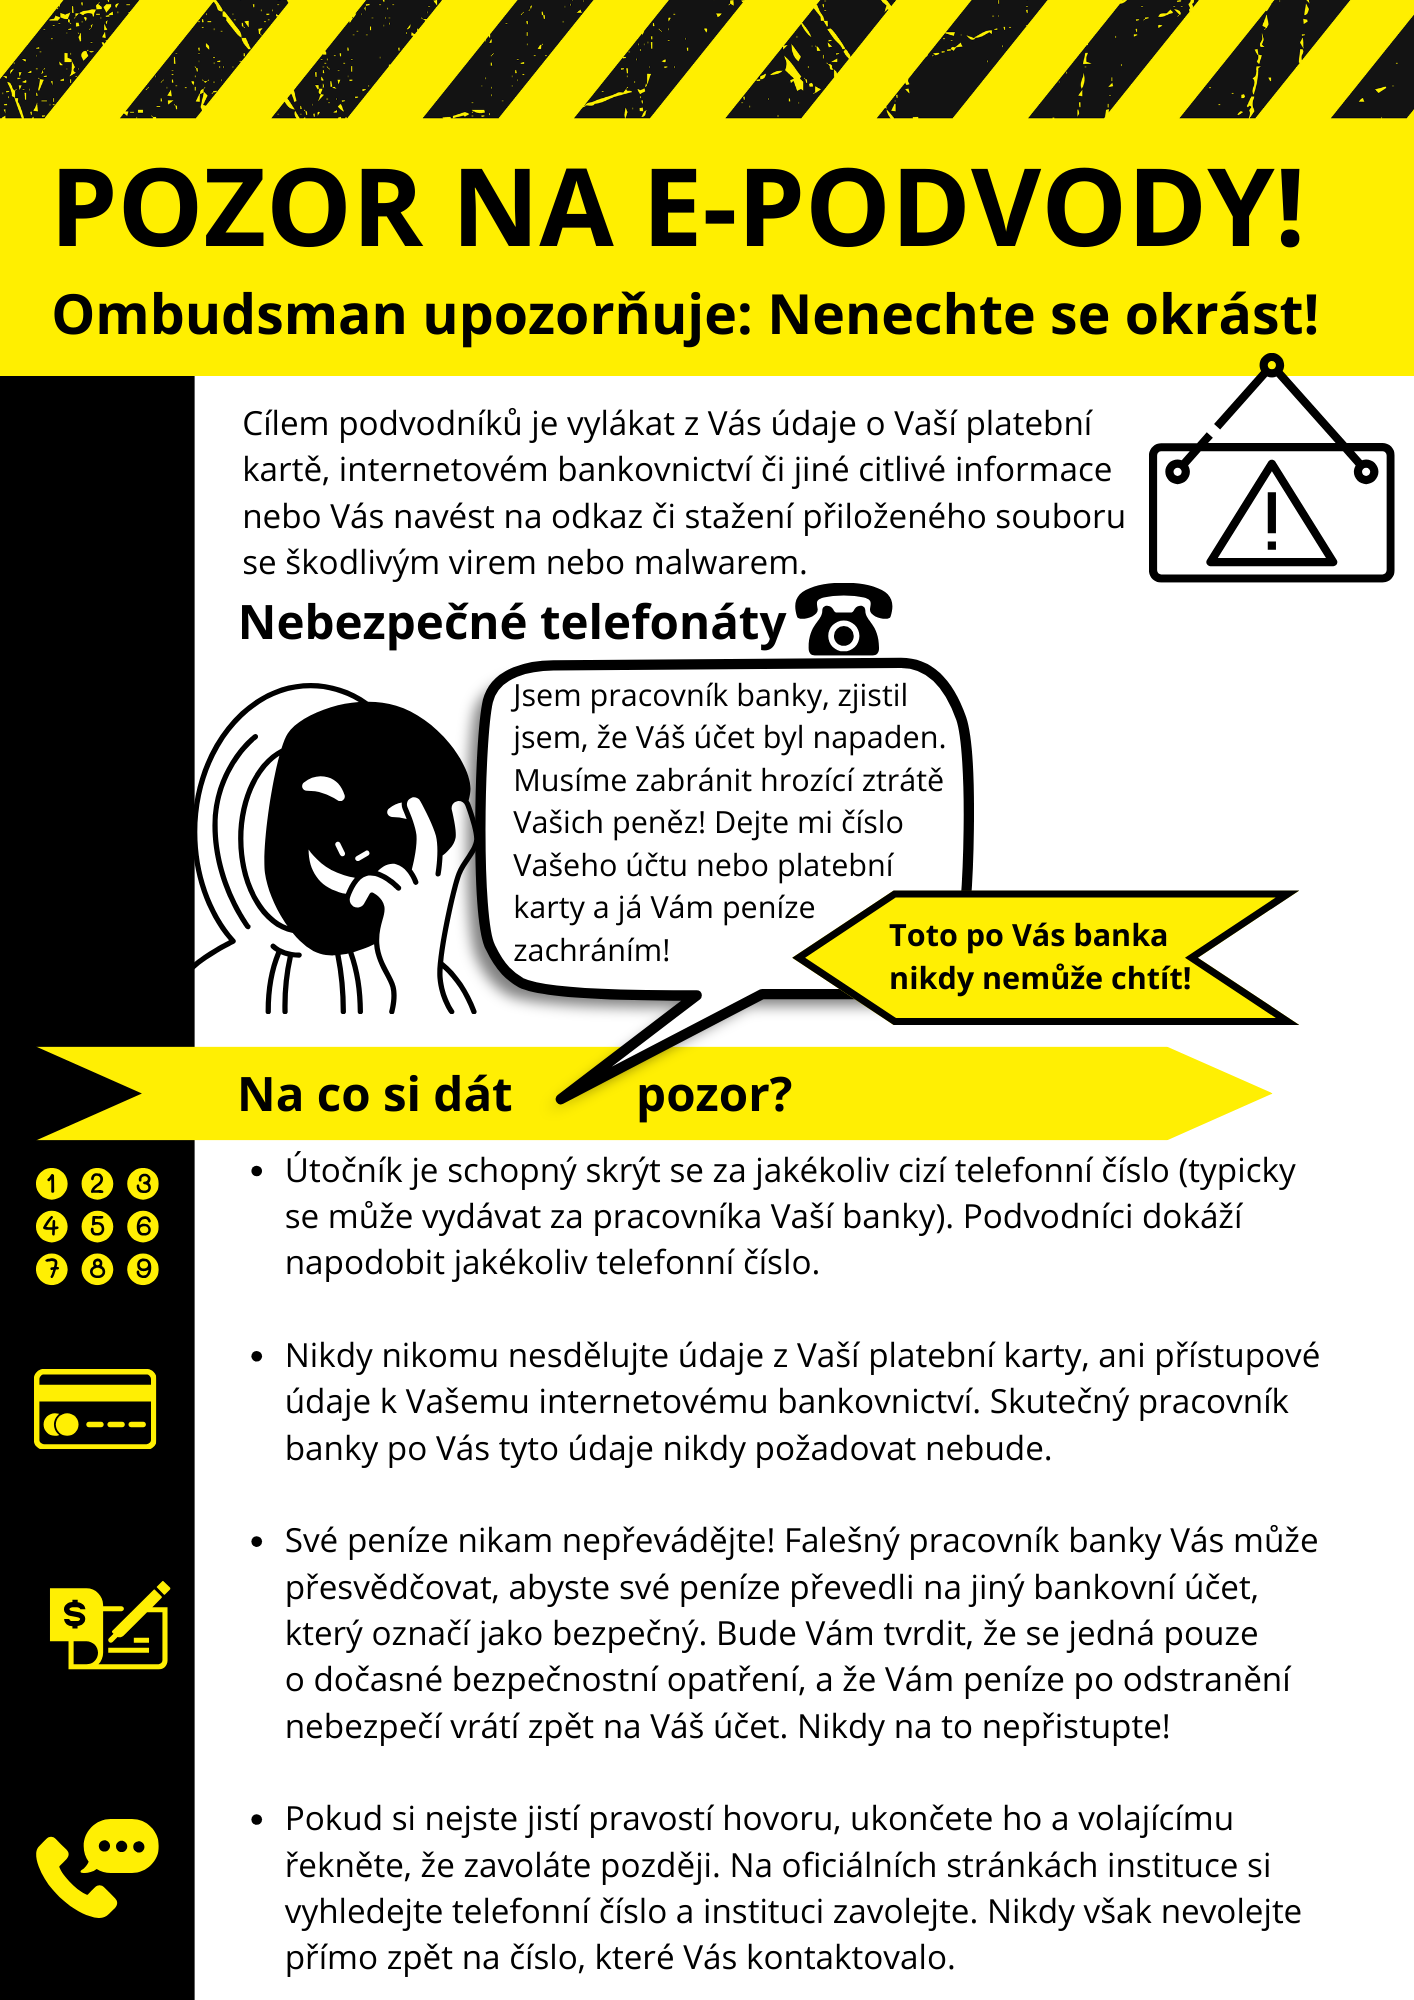 POZOR NA E-PODVODY!
Ombudsman upozorňuje: Nenechte se okrást!
Cílem podvodníků je vylákat z Vás údaje o Vaší platební
kartě, internetovém bankovnictví či jiné citlivé informace
nebo Vás navést na odkaz či stažení přiloženého souboru
se škodlivým virem nebo malwarem.
Nebezpečné telefonáty
Jsem pracovník banky, zjistil
jsem, že Váš účet byl napaden.
Musíme zabránit hrozící ztrátě
Vašich peněz! Dejte mi číslo
Vašeho účtu nebo platební
karty a já Vám peníze
zachráním!
Toto po Vás banka
nikdy nemůže chtít!
Na co si dát pozor?
1 2 3
4 5 6
7 8 9
• Útočník je schopný skrýt se za jakékoliv cizí telefonní číslo (typicky
se může vydávat za pracovníka Vaší banky). Podvodníci dokáží
napodobit jakékoliv telefonní číslo.
• Nikdy nikomu nesdělujte údaje z Vaší platební karty, ani přístupové
údaje k Vašemu internetovému bankovnictví. Skutečný pracovník
banky po Vás tyto údaje nikdy požadovat nebude.
$
• Své peníze nikam nepřevádějte! Falešný pracovník banky Vás může
přesvědčovat, abyste své peníze převedli na jiný bankovní účet,
který označí jako bezpečný. Bude Vám tvrdit, že se jedná pouze
o dočasné bezpečnostní opatření, a že Vám peníze po odstranění
nebezpečí vrátí zpět na Váš účet. Nikdy na to nepřistupte!
• Pokud si nejste jistí pravostí hovoru, ukončete ho a volajícímu
řekněte, že zavoláte později. Na oficiálních stránkách instituce si
vyhledejte telefonní číslo a instituci zavolejte. Nikdy však nevolejte
přímo zpět na číslo, které Vás kontaktovalo.